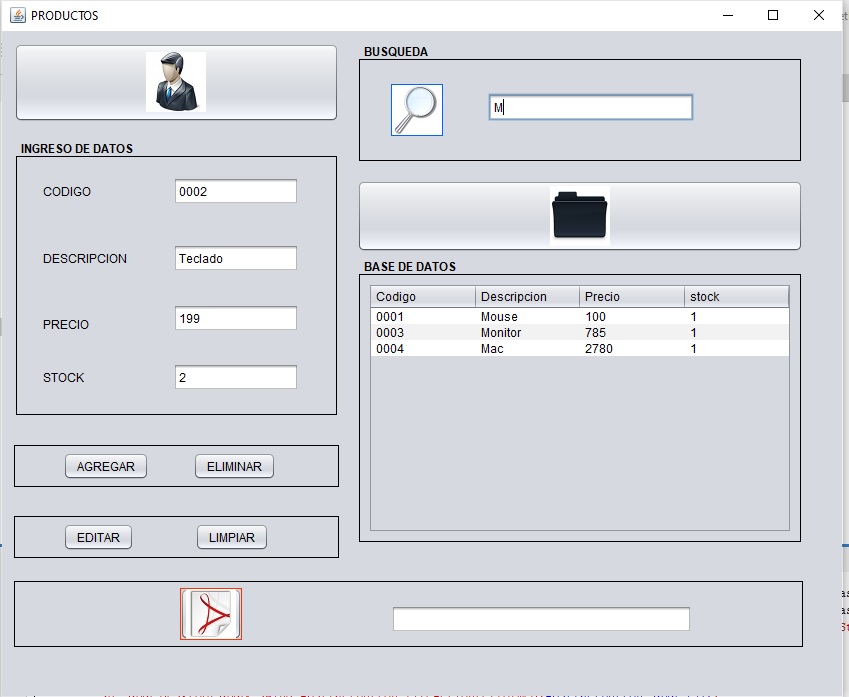 PRODUCTOS
BUSQUEDA
M
INGRESO DE DATOS
CODIGO 0002
DESCRIPCION Teclado
PRECIO 199
STOCK 2
BASE DE DATOS
Codigo Descripcion Precio stock
0001 Mouse 100 1
0003 Monitor 785 1
0004 Mac 2780 1
AGREGAR ELIMINAR
EDITAR LIMPIAR